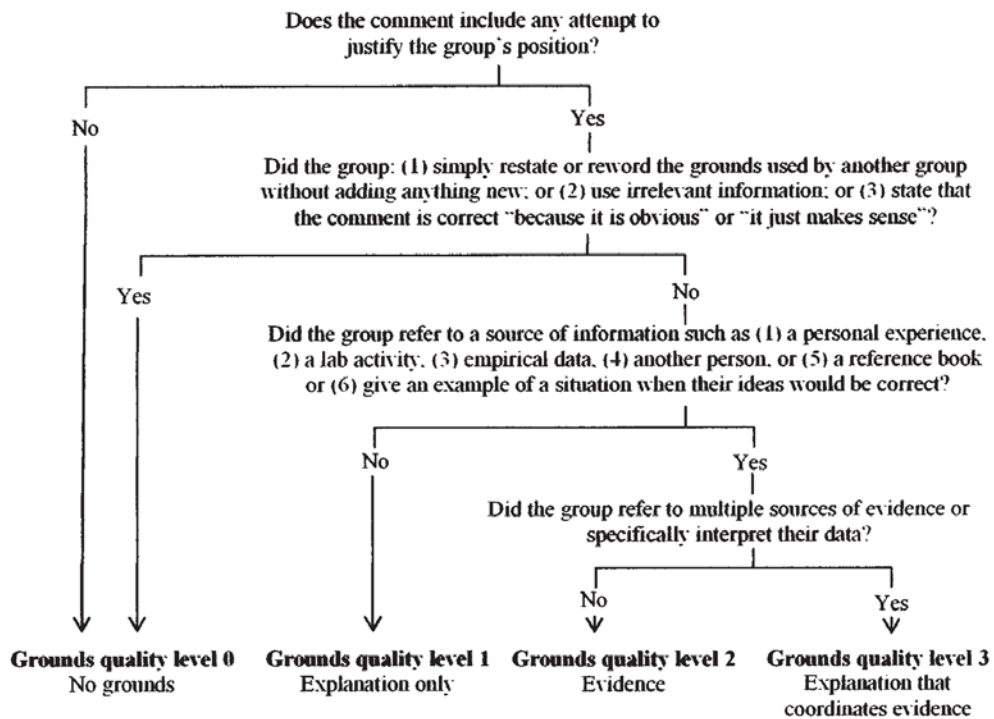 Does the comment include any attempt to
justify the group's position?
No
Yes
Did the group: (1) simply restate or reword the grounds used by another group
without adding anything new; or (2) use irrelevant information; or (3) state that
the comment is correct "because it is obvious" or "it just makes sense"?
Yes
No
Did the group refer to a source of information such as (1) a personal experience,
(2) a lab activity, (3) empirical data, (4) another person, or (5) a reference book
or (6) give an example of a situation when their ideas would be correct?
No
Yes
Did the group refer to multiple sources of evidence or
specifically interpret their data?
No
Yes
Grounds quality level 0
No grounds
Grounds quality level 1
Explanation only
Grounds quality level 2
Evidence
Grounds quality level 3
Explanation that
coordinates evidence